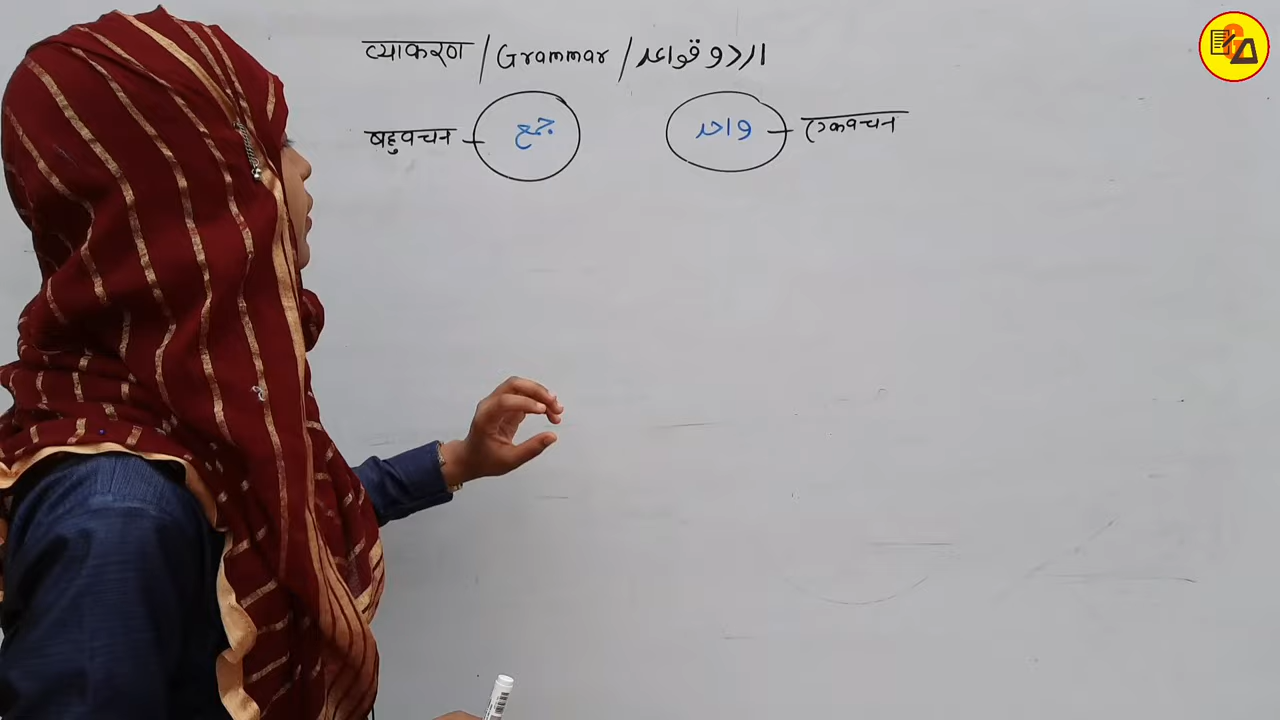 व्याकरण / Grammar / اردو قواعد
बहुवचन - جمع واحد - एकवचन